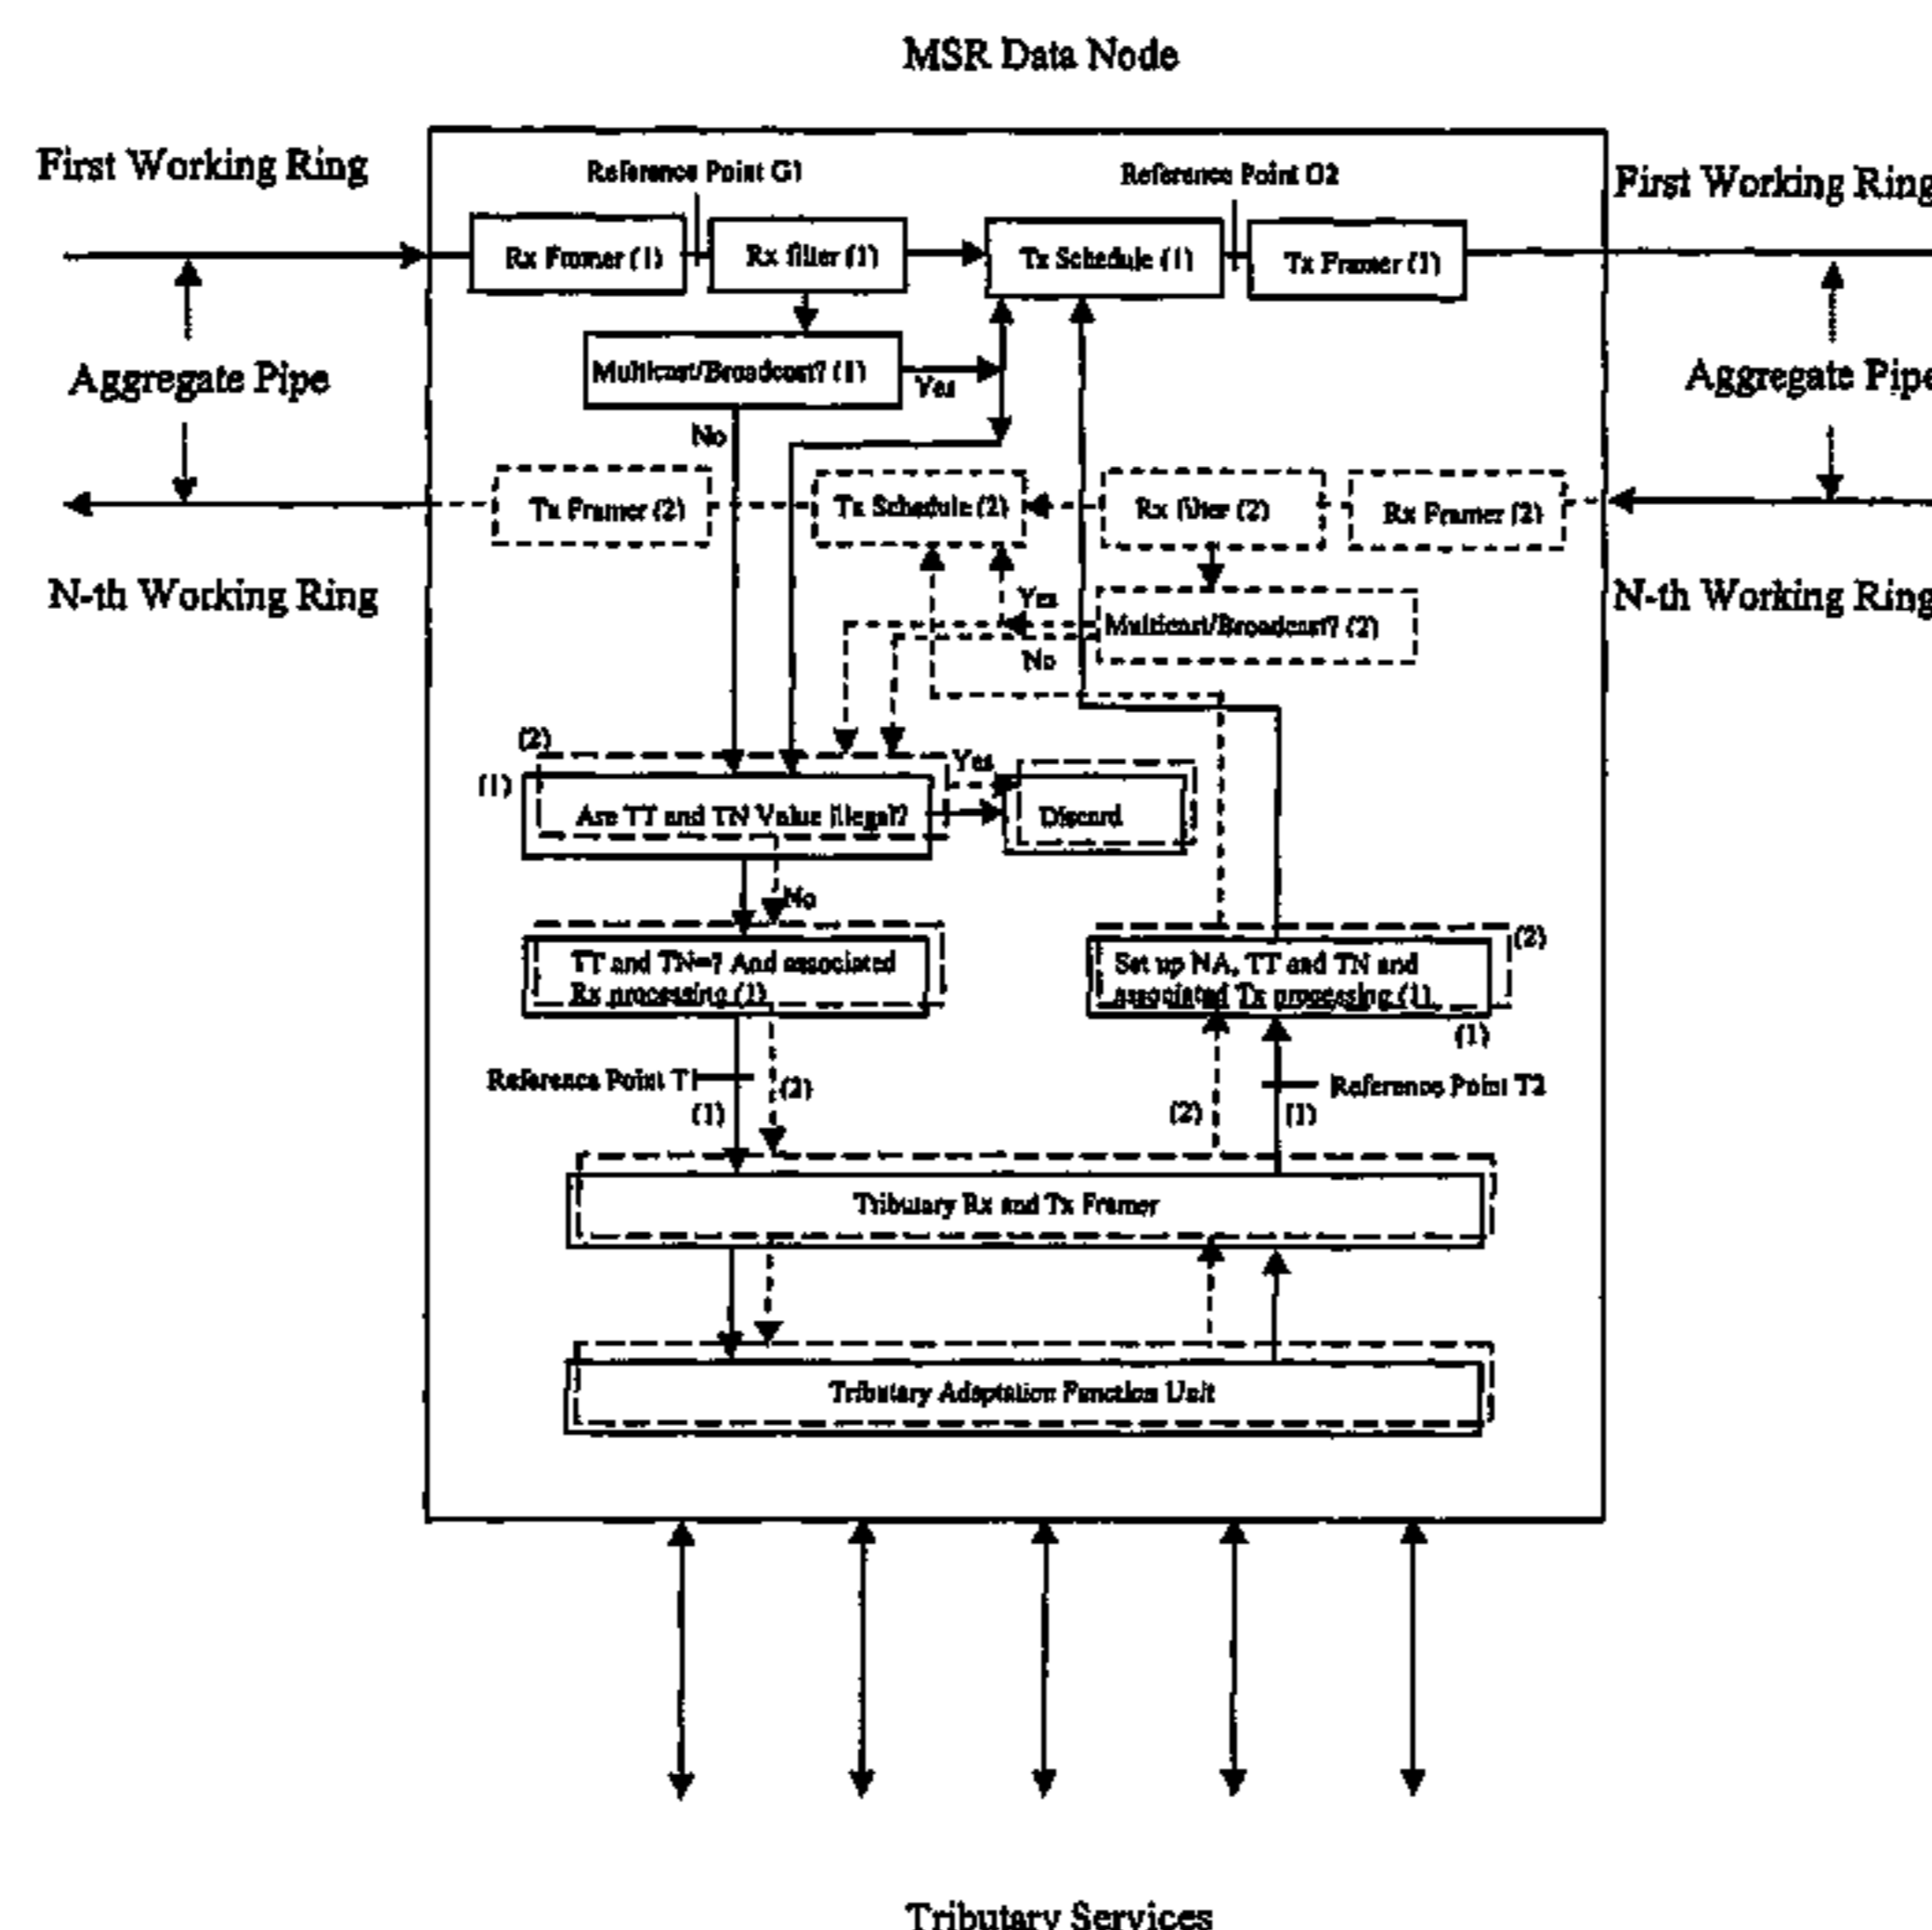 MSR Data Node
First Working Ring
Reference Point G1
Reference Point G2
First Working Ring
Rx Framer (1)
Rx filter (1)
Tx Schedule (1)
Tx Framer (1)
Multicast/Broadcast? (1)
Yes
Aggregate Pipe
Aggregate Pipe
No
Tx Framer (2)
Tx Schedule (2)
Rx filter (2)
Rx Framer (2)
N-th Working Ring
Yes
Multicast/Broadcast? (2)
N-th Working Ring
No
(2)
Yes
(1)
Are TT and TN Value illegal?
Discard
No
TT and TN=? And associated
Rx processing (1)
Set up NA, TT and TN and
associated Tx processing (1)
(2)
(1)
Reference Point T1
(2)
(1)
(2)
(1)
Reference Point T2
Tributary Rx and Tx Framer
Tributary Adaptation Function Unit
Tributary Services